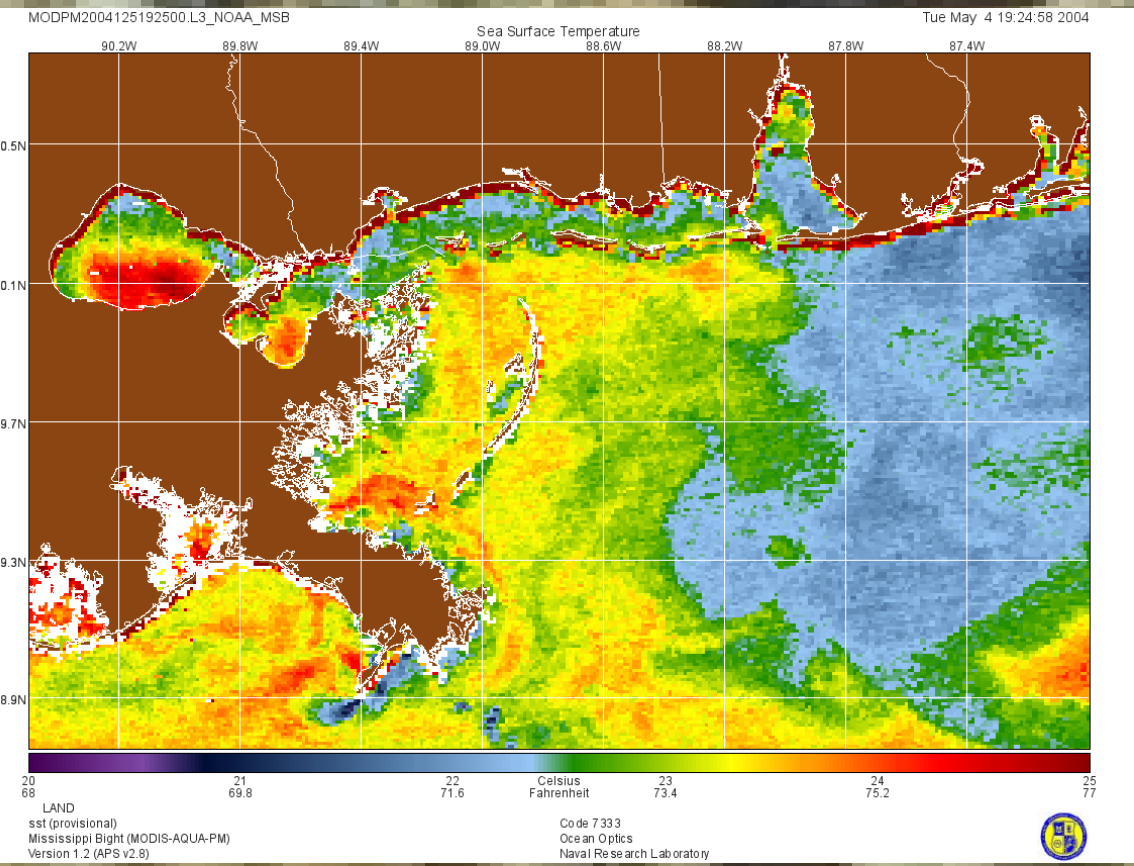 MODPM2004125192500.L3_NOAA_MSB
Tue May 4 19:24:58 2004
Sea Surface Temperature
90.2W 89.8W 89.4W 89.0W 88.6W 88.2W 87.8W 87.4W
0.5N
0.1N
9.7N
9.3N
8.9N
20 21 22 Celsius 23 24 25
68 69.8 71.6 Fahrenheit 73.4 75.2 77
LAND
sst (provisional)
Mississippi Bight (MODIS-AQUA-PM)
Version 1.2 (APS v2.8)
Code 7333
Ocean Optics
Naval Research Laboratory